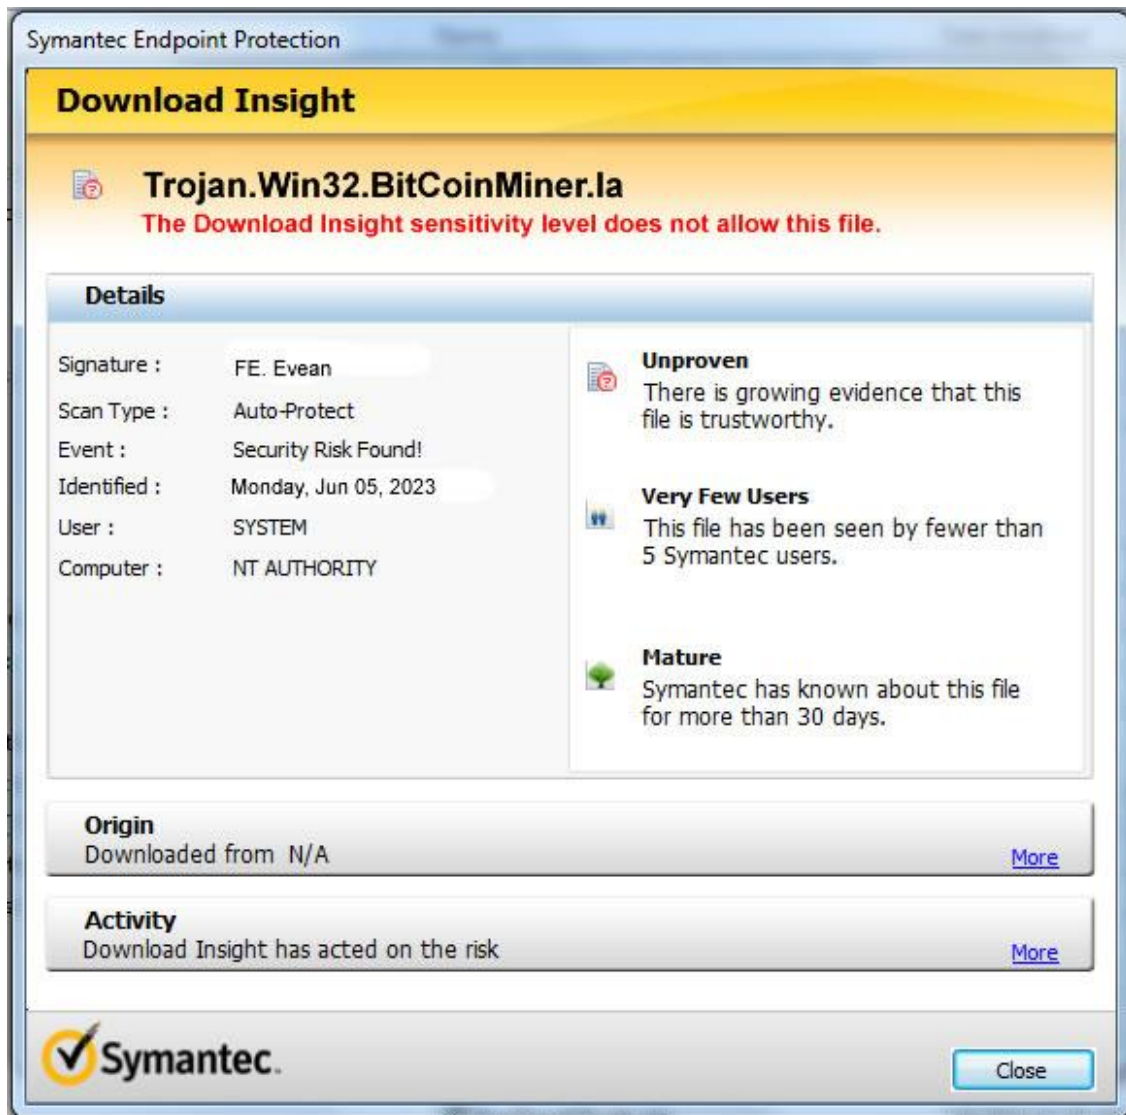 Symantec Endpoint Protection
Download Insight
Trojan.Win32.BitCoinMiner.la
The Download Insight sensitivity level does not allow this file.
Details
Signature : FE. Evean
Scan Type : Auto-Protect
Event : Security Risk Found!
Identified : Monday, Jun 05, 2023
User : SYSTEM
Computer : NT AUTHORITY
Unproven
There is growing evidence that this
file is trustworthy.
Very Few Users
This file has been seen by fewer than
5 Symantec users.
Mature
Symantec has known about this file
for more than 30 days.
Origin
Downloaded from N/A
More
Activity
Download Insight has acted on the risk
More
Symantec.
Close